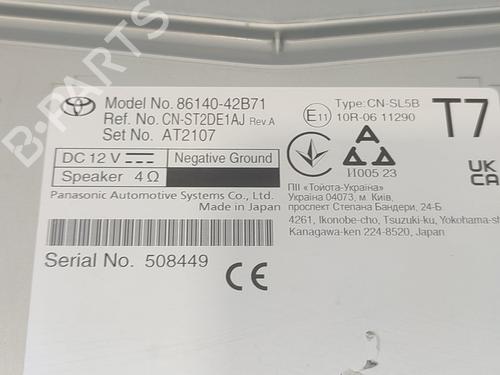 B-PARTS
Model No. 86140-42B71
Ref. No. CN-ST2DE1AJ Rev.A
Set No. AT2107
DC 12 V
Negative Ground
Speaker 4 Ω
Panasonic Automotive Systems Co., Ltd.
Made in Japan
Serial No. 508449
CE
E11
Type: CN-SL5B
10R-06 11290
T7
И005 23
UK
CA
ПІІ «Тойота-Україна»
Україна 04073, м. Київ,
проспект Степана Бандери, 24-Б
4261, Ikonobe-cho, Tsuzuki-ku, Yokohama-sh
Kanagawa-ken 224-8520, Japan